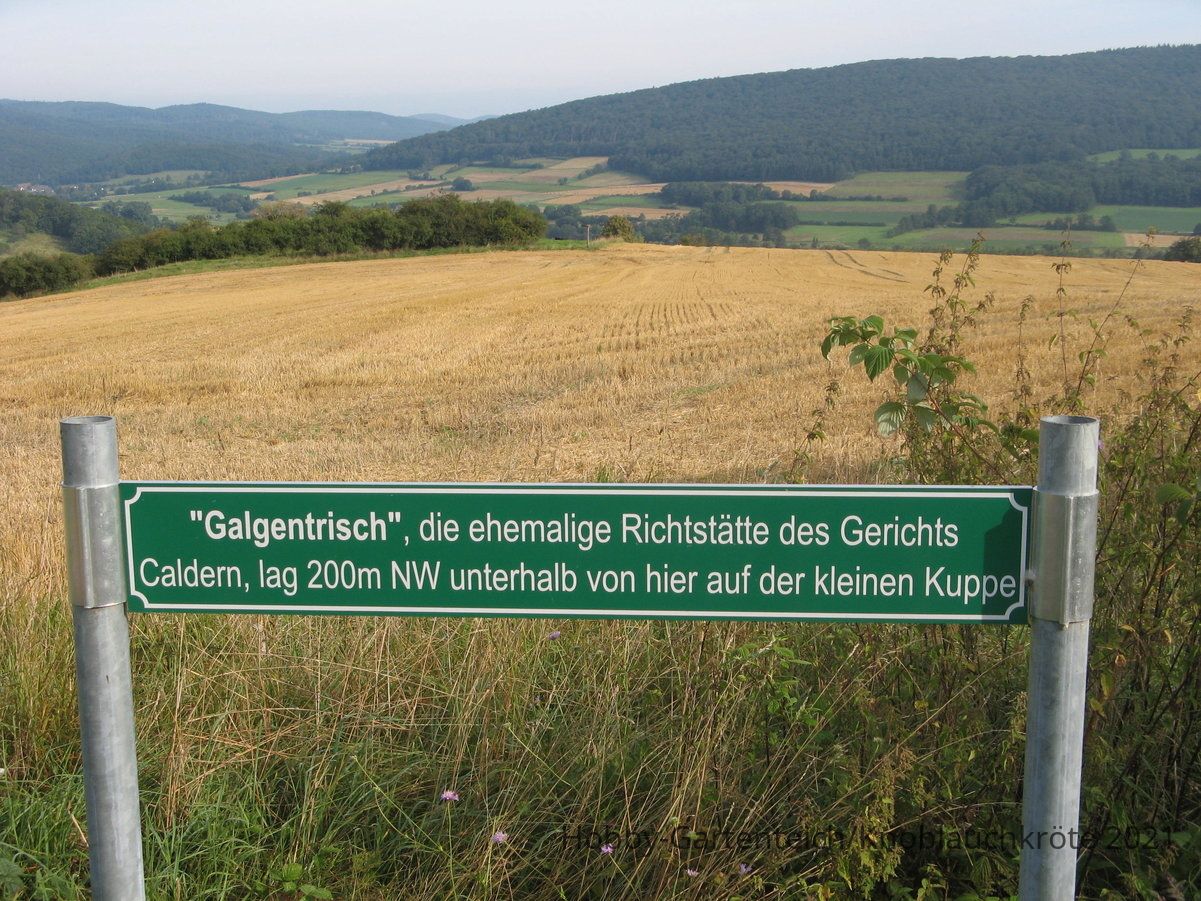 "Galgentrisch", die ehemalige Richtstätte des Gerichts
Caldern, lag 200m NW unterhalb von hier auf der kleinen Kuppe
Hobby-Gartenteich/Knoblauchkröte 2021